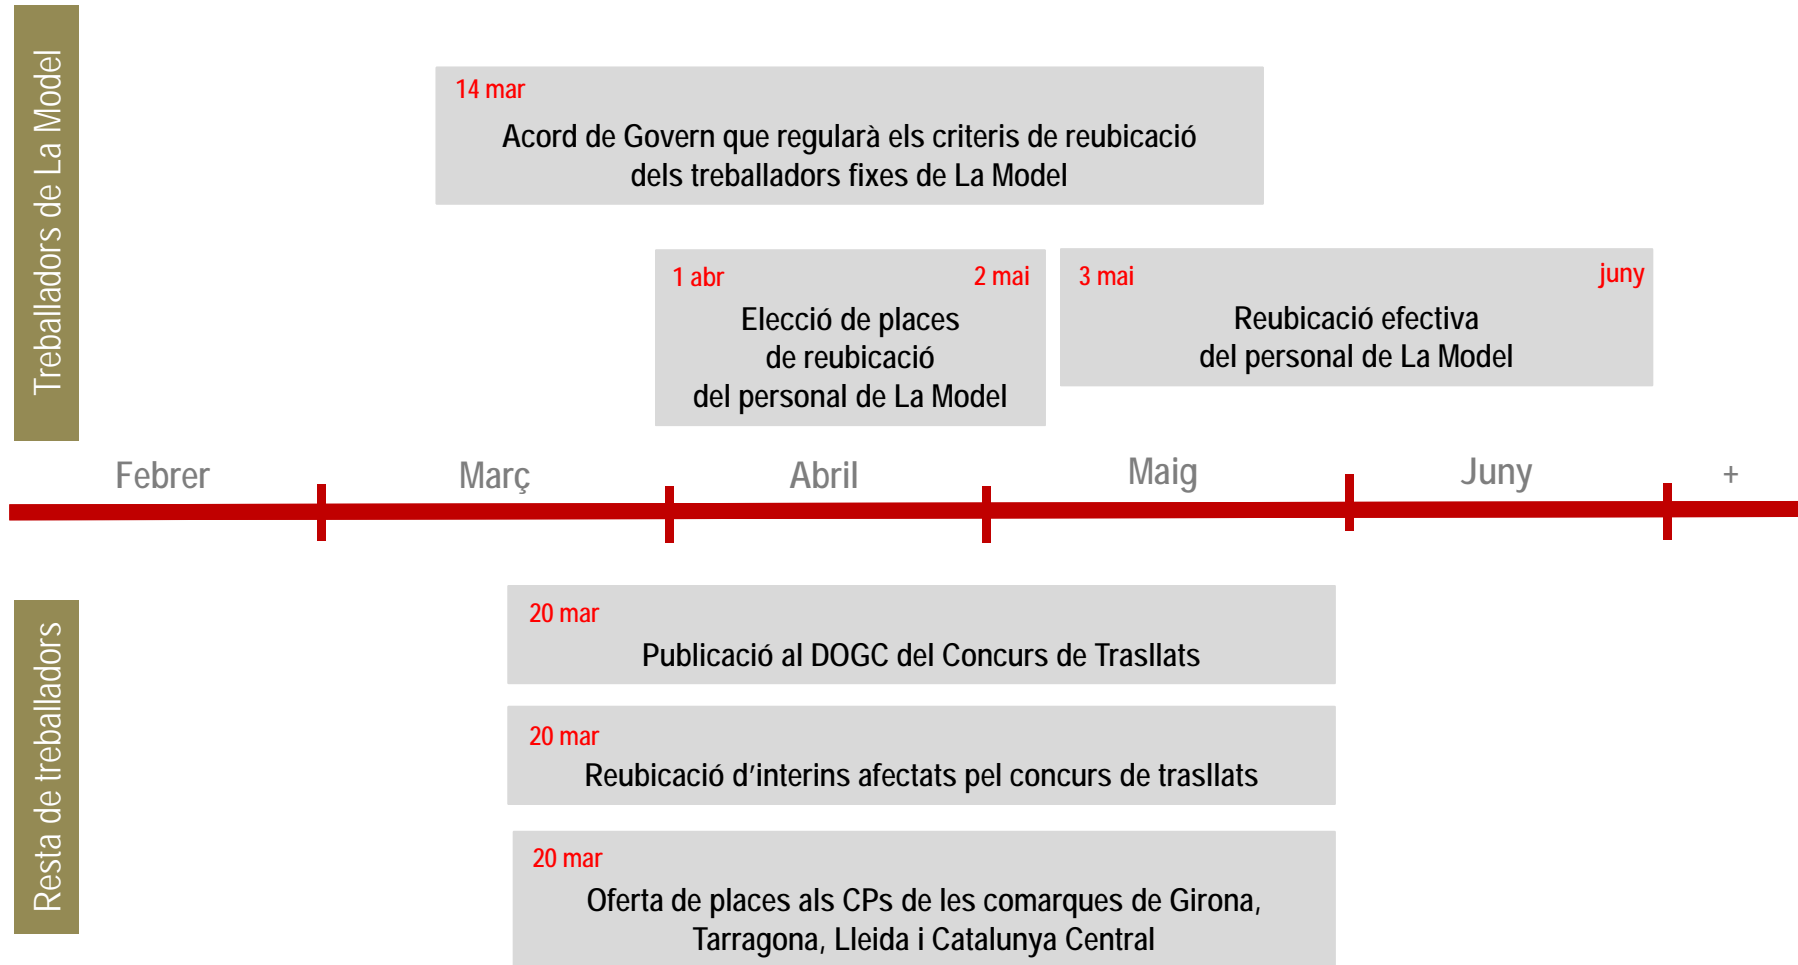 Treballadors de La Model
14 mar
Acord de Govern que regularà els criteris de reubicació
dels treballadors fixes de La Model
1 abr
2 mai
Elecció de places
de reubicació
del personal de La Model
3 mai
juny
Reubicació efectiva
del personal de La Model
Febrer
Març
Abril
Maig
Juny
+
Resta de treballadors
20 mar
Publicació al DOGC del Concurs de Trasllats
20 mar
Reubicació d'interins afectats pel concurs de trasllats
20 mar
Oferta de places als CPs de les comarques de Girona,
Tarragona, Lleida i Catalunya Central